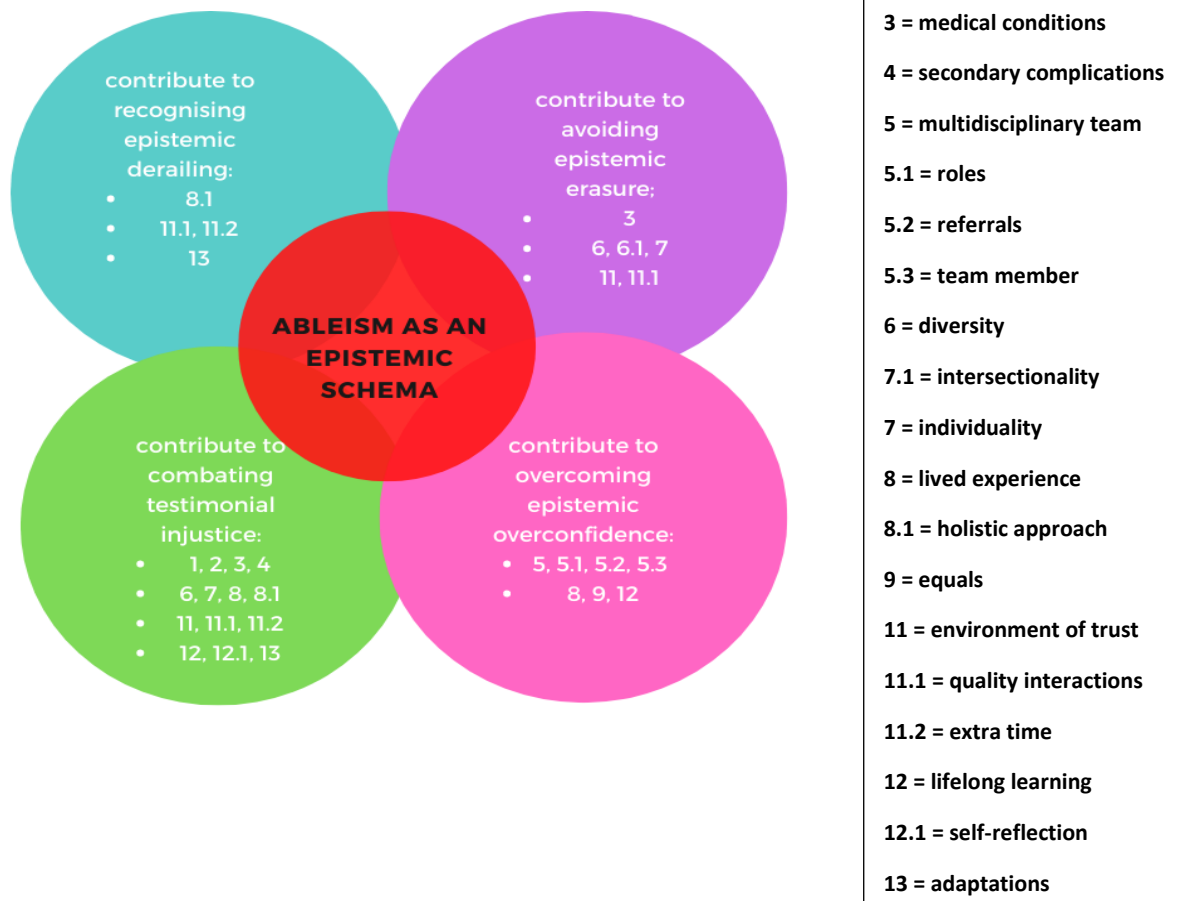 contribute to
recognising
epistemic
derailing:
• 8.1
• 11.1, 11.2
• 13
contribute to
avoiding
epistemic
erasure;
• 3
• 6, 6.1, 7
• 11, 11.1
ABLEISM AS AN
EPISTEMIC
SCHEMA
contribute to
combating
testimonial
injustice:
• 1, 2, 3, 4
• 6, 7, 8, 8.1
• 11, 11.1, 11.2
• 12, 12.1, 13
contribute to
overcoming
epistemic
overconfidence:
• 5, 5.1, 5.2, 5.3
• 8, 9, 12
3 = medical conditions
4 = secondary complications
5 = multidisciplinary team
5.1 = roles
5.2 = referrals
5.3 = team member
6 = diversity
7.1 = intersectionality
7 = individuality
8 = lived experience
8.1 = holistic approach
9 = equals
11 = environment of trust
11.1 = quality interactions
11.2 = extra time
12 = lifelong learning
12.1 = self-reflection
13 = adaptations